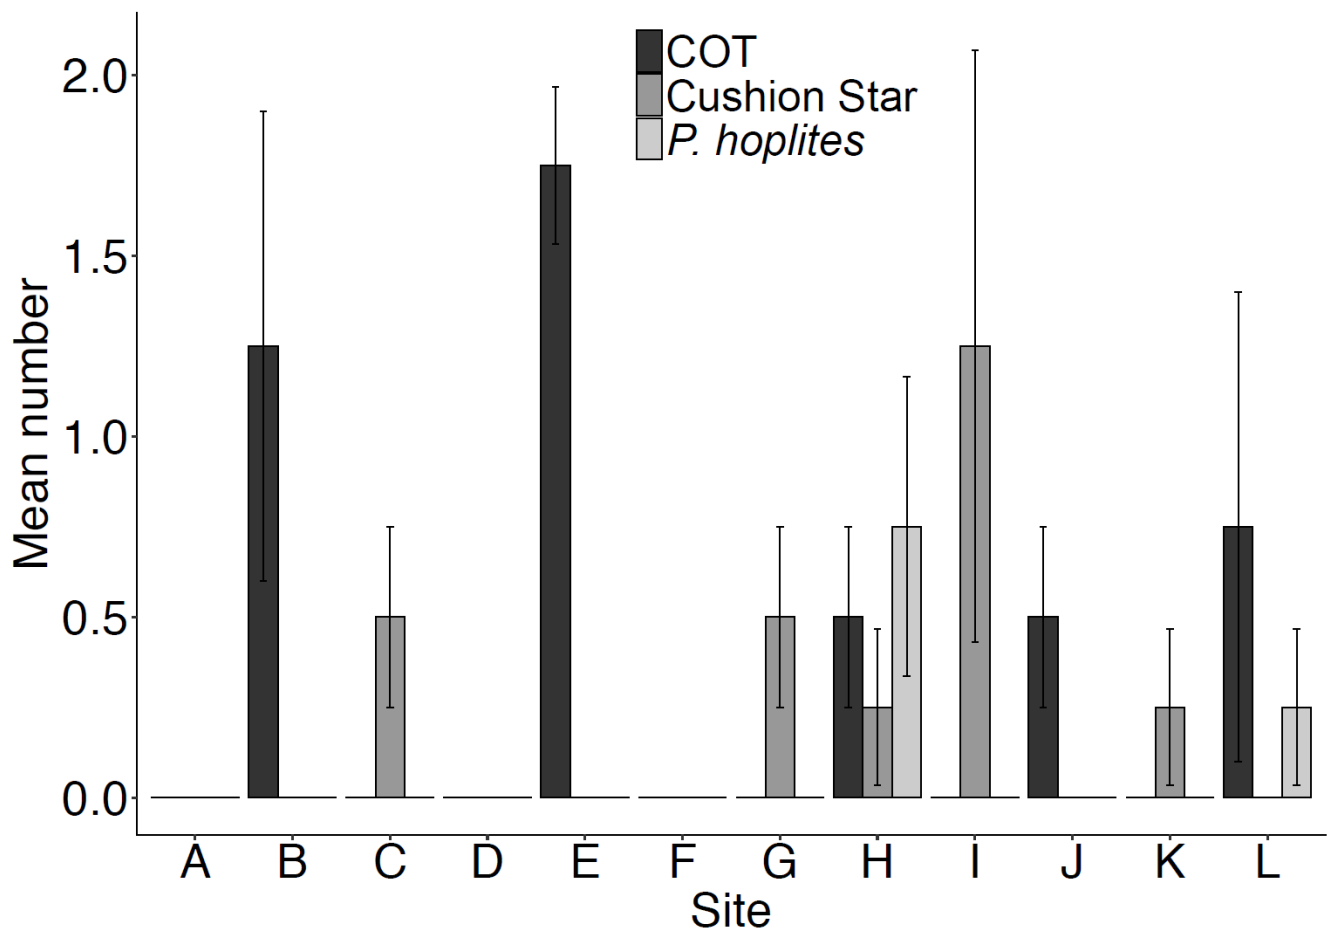 COT
Cushion Star
P. hoplites
2.0
1.5
1.0
0.5
0.0
Mean number
A B C D E F G H I J K L
Site